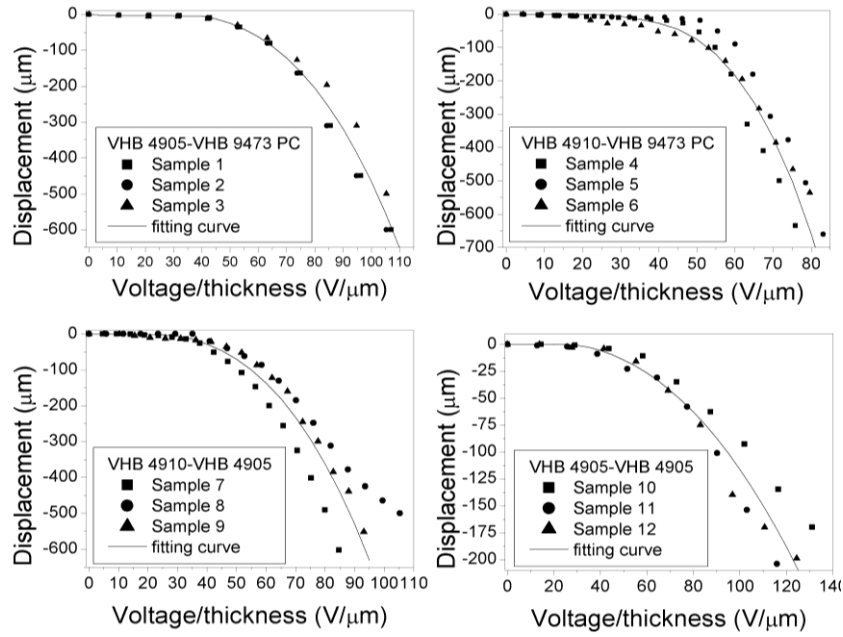 0
-100
-200
-300
-400
-500
-600
Displacement (μm)
VHB 4905-VHB 9473 PC
Sample 1
Sample 2
Sample 3
fitting curve
0 10 20 30 40 50 60 70 80 90 100 110
Voltage/thickness (V/μm)
0
-100
-200
-300
-400
-500
-600
-700
Displacement (μm)
VHB 4910-VHB 9473 PC
Sample 4
Sample 5
Sample 6
fitting curve
0 10 20 30 40 50 60 70 80
Voltage/thickness (V/μm)
0
-100
-200
-300
-400
-500
-600
Displacement (μm)
VHB 4910-VHB 4905
Sample 7
Sample 8
Sample 9
fitting curve
0 10 20 30 40 50 60 70 80 90 100 110
Voltage/thickness (V/μm)
0
-25
-50
-75
-100
-125
-150
-175
-200
Displacement (μm)
VHB 4905-VHB 4905
Sample 10
Sample 11
Sample 12
fitting curve
0 20 40 60 80 100 120 140
Voltage/thickness (V/μm)